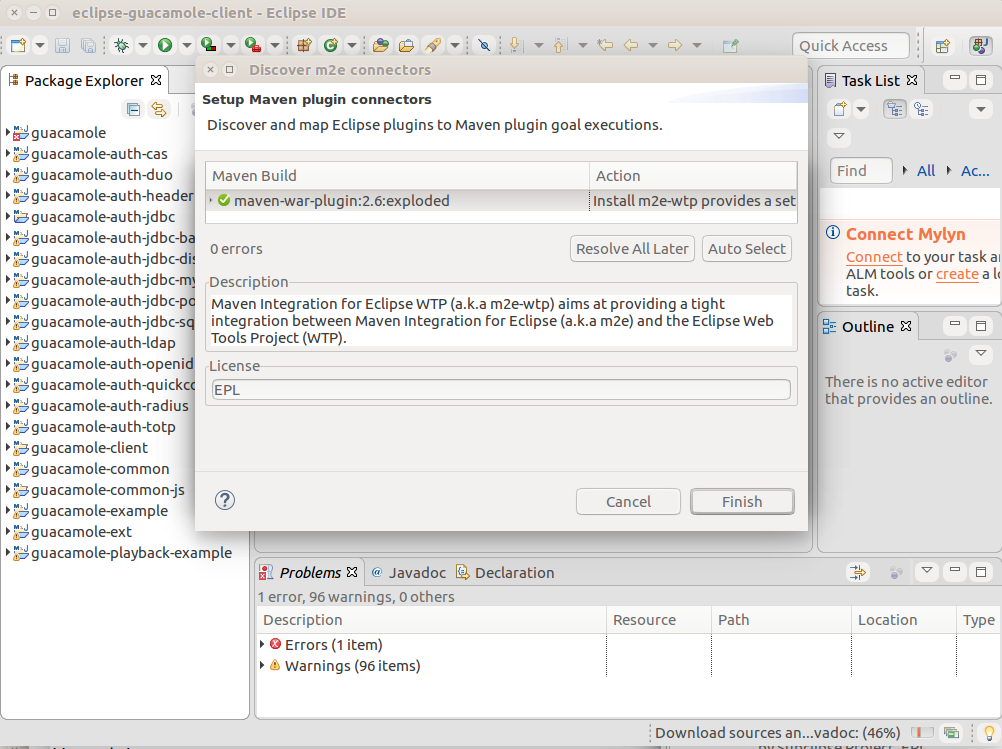 eclipse-guacamole-client - Eclipse IDE
Quick Access
Package Explorer
guacamole
guacamole-auth-cas
guacamole-auth-duo
guacamole-auth-header
guacamole-auth-jdbc
guacamole-auth-jdbc-ba
guacamole-auth-jdbc-dis
guacamole-auth-jdbc-my
guacamole-auth-jdbc-po
guacamole-auth-jdbc-sq
guacamole-auth-ldap
guacamole-auth-openid
guacamole-auth-quickco
guacamole-auth-radius
guacamole-auth-totp
guacamole-client
guacamole-common
guacamole-common-js
guacamole-example
guacamole-ext
guacamole-playback-example
Discover m2e connectors
Setup Maven plugin connectors
Discover and map Eclipse plugins to Maven plugin goal executions.
Maven Build Action
maven-war-plugin:2.6:exploded Install m2e-wtp provides a set
0 errors Resolve All Later Auto Select
Description
Maven Integration for Eclipse WTP (a.k.a m2e-wtp) aims at providing a tight
integration between Maven Integration for Eclipse (a.k.a m2e) and the Eclipse Web
Tools Project (WTP).
License
EPL
? Cancel Finish
Task List
Find All Ac...
Connect Mylyn
Connect to your task an
ALM tools or create a lo
task.
Outline
There is no active editor
that provides an outline.
Problems @ Javadoc Declaration
1 error, 96 warnings, 0 others
Description Resource Path Location Type
Errors (1 item)
Warnings (96 items)
Download sources an...vadoc: (46%)